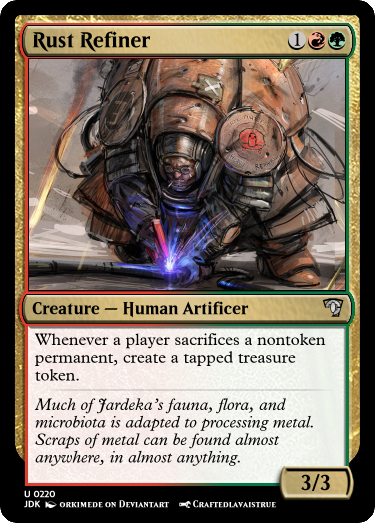 Rust Refiner
1
Creature — Human Artificer
Whenever a player sacrifices a nontoken
permanent, create a tapped treasure
token.
Much of Jardeka's fauna, flora, and
microbiota is adapted to processing metal.
Scraps of metal can be found almost
anywhere, in almost anything.
3/3
U 0220
JDK orkimede on Deviantart Craftedlavaistrue